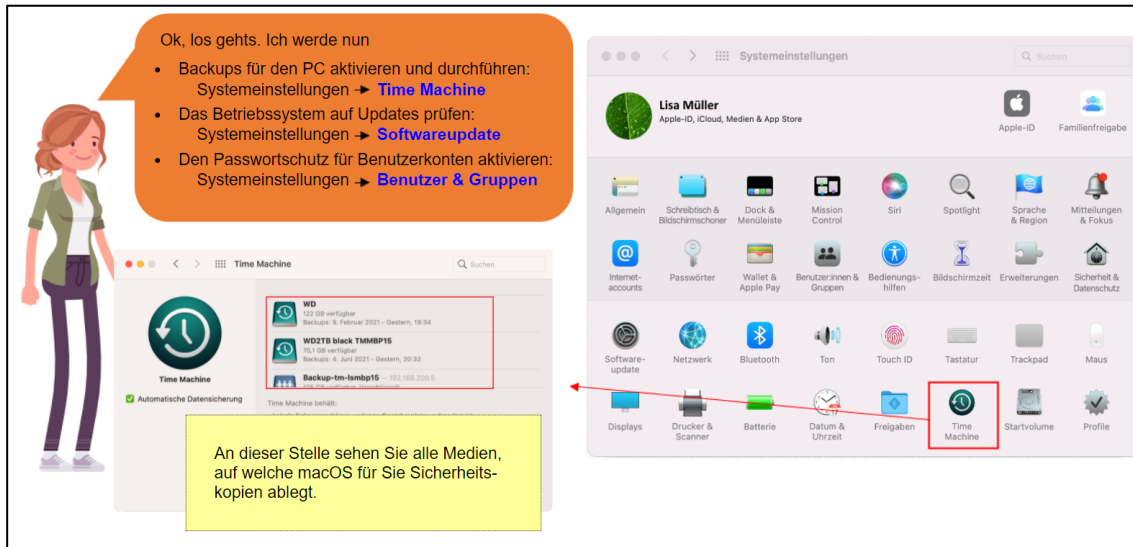 Ok, los gehts. Ich werde nun
• Backups für den PC aktivieren und durchführen:
Systemeinstellungen → Time Machine
• Das Betriebssystem auf Updates prüfen:
Systemeinstellungen → Softwareupdate
• Den Passwortschutz für Benutzerkonten aktivieren:
Systemeinstellungen → Benutzer & Gruppen
Time Machine
Suchen
WD
122 GB verfügbar
Backups: 9. Februar 2021 - Gestern, 19:34
WD2TB black TMMBP15
70,1 GB verfügbar
Backups: 4. Juni 2021 - Gestern, 20:32
Backup-tm-lsmbp15 – 192.168.200.6
Time Machine
Automatische Datensicherung
Time Machine behält:
An dieser Stelle sehen Sie alle Medien,
auf welche macOS für Sie Sicherheits-
kopien ablegt.
Systemeinstellungen
Suchen
Lisa Müller
Apple-ID, iCloud, Medien & App Store
Apple-ID Familienfreigabe
Allgemein Schreibtisch & Dock & Mission Siri Spotlight Sprache Mitteilungen
Bildschirmschoner Menüleiste Control & Region & Fokus
Internet- Passwörter Wallet & Benutzer:innen & Bedienungs- Bildschirmzeit Erweiterungen Sicherheit &
accounts Apple Pay Gruppen hilfen Datenschutz
Software- Netzwerk Bluetooth Ton Touch ID Tastatur Trackpad Maus
update
Displays Drucker & Batterie Datum & Freigaben Time Startvolume Profile
Scanner Uhrzeit Machine